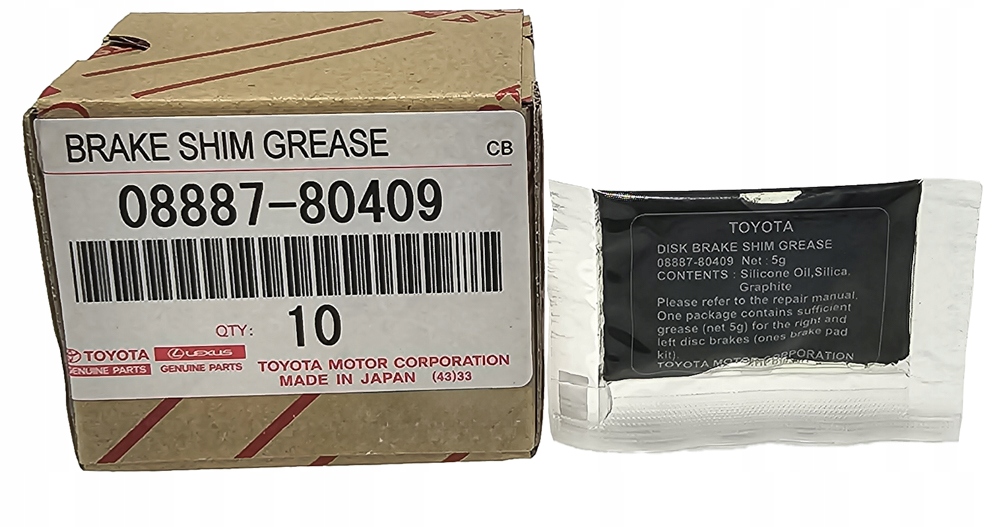 BRAKE SHIM GREASE
CB
08887-80409
QTY: 10
TOYOTA
GENUINE PARTS
LEXUS
GENUINE PARTS
TOYOTA MOTOR CORPORATION
MADE IN JAPAN (43)33
TOYOTA
DISK BRAKE SHIM GREASE
08887-80409 Net : 5g
CONTENTS : Silicone Oil,Silica.
Graphite
Please refer to the repair manual.
One package contains sufficient
grease (net 5g) for the right and
left disc brakes (ones brake pad
kit).
TOYOTA MOTOR CORPORATION